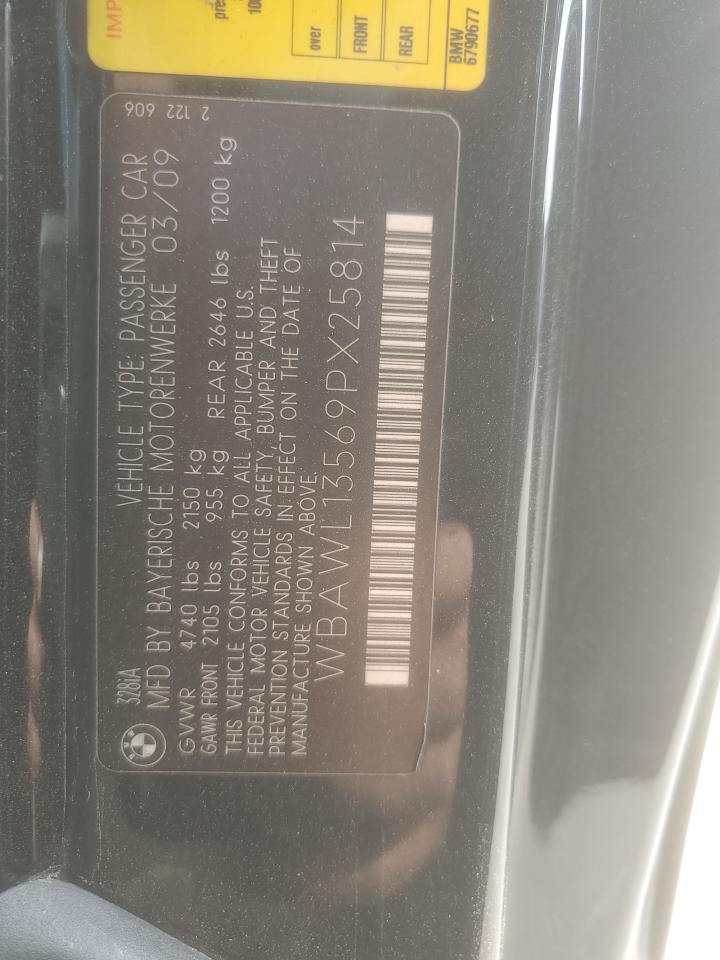 IMP
over
FRONT
REAR
BMW
6790677
328iA
VEHICLE TYPE: PASSENGER CAR
MFD BY BAYERISCHE MOTORENWERKE 03/09
2 122 606
GVWR 4740 lbs 2150 kg
GAWR FRONT 2105 lbs 955 kg REAR 2646 lbs 1200 kg
THIS VEHICLE CONFORMS TO ALL APPLICABLE U.S.
FEDERAL MOTOR VEHICLE SAFETY, BUMPER AND THEFT
PREVENTION STANDARDS IN EFFECT ON THE DATE OF
MANUFACTURE SHOWN ABOVE.
WBAWL13569PX25814